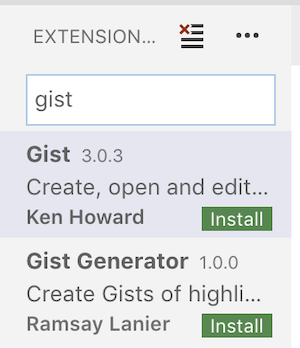 EXTENSION...
gist
Gist 3.0.3
Create, open and edit...
Ken Howard Install
Gist Generator 1.0.0
Create Gists of highli...
Ramsay Lanier Install